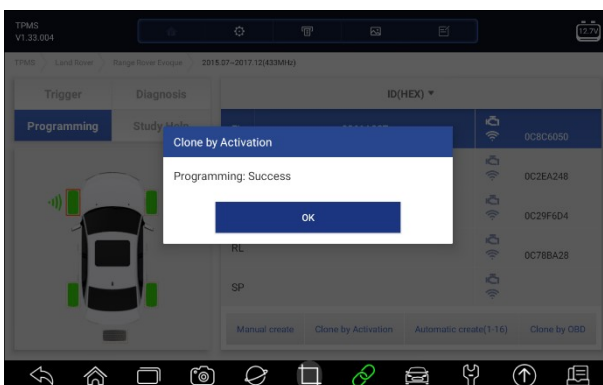 TPMS
V1.33.004
12.7V
TPMS Land Rover Range Rover Evoque 2015.07~2017.12(433MHz)
Trigger Diagnosis ID(HEX) ▼
Programming Study Help
0C8C6050
Clone by Activation
Programming: Success
OK
0C2EA248
0C29F6D4
RL 0C78BA28
SP
Manual create Clone by Activation Automatic create(1-16) Clone by OBD